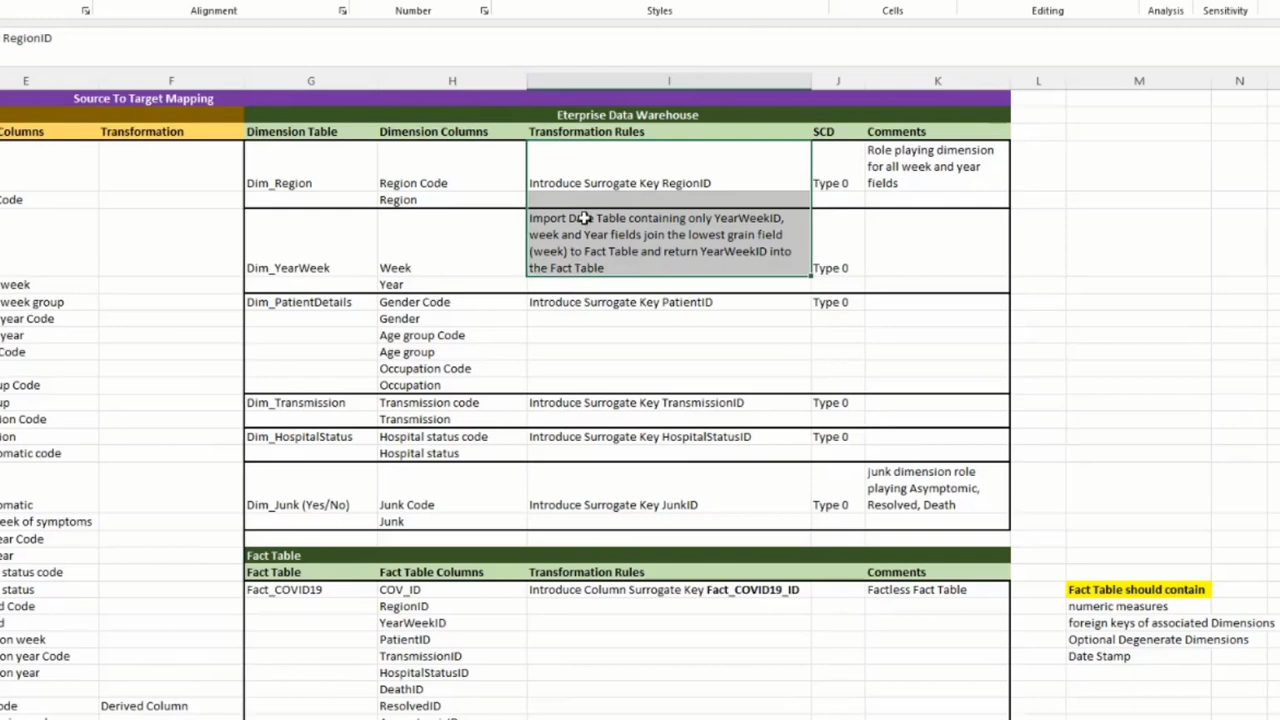 Alignment Number Styles Cells Editing Analysis Sensitivity
RegionID
E F G H I J K L M N
Source To Target Mapping
Eterprise Data Warehouse
Columns Transformation Dimension Table Dimension Columns Transformation Rules SCD Comments
Role playing dimension
for all week and year
Dim_Region Region Code Introduce Surrogate Key RegionID Type 0 fields
Code Region
Import Table containing only YearWeekID,
week and Year fields join the lowest grain field
(week) to Fact Table and return YearWeekID into
Dim_YearWeek Week the Fact Table Type 0
week Year
week group Dim_PatientDetails Gender Code Introduce Surrogate Key PatientID Type 0
year Code Gender
year Age group Code
Code Age group
Occupation Code
up Code Occupation
up Dim_Transmission Transmission code Introduce Surrogate Key TransmissionID Type 0
ion Code Transmission
ion Dim_HospitalStatus Hospital status code Introduce Surrogate Key HospitalStatusID Type 0
omatic code Hospital status
Junk dimension role
playing Asymptomic,
omatic Dim_Junk (Yes/No) Junk Code Introduce Surrogate Key JunkID Type 0 Resolved, Death
eek of symptoms Junk
ear Code
ear Fact Table
status code Fact Table Fact Table Columns Transformation Rules Comments
status Fact_COVID19 COV_ID Introduce Column Surrogate Key Fact_COVID19_ID Factless Fact Table Fact Table should contain
d Code RegionID numeric measures
d YearWeekID foreign keys of associated Dimensions
on week PatientID Optional Degenerate Dimensions
on year Code TransmissionID Date Stamp
on year HospitalStatusID
DeathID
ode Derived Column ResolvedID